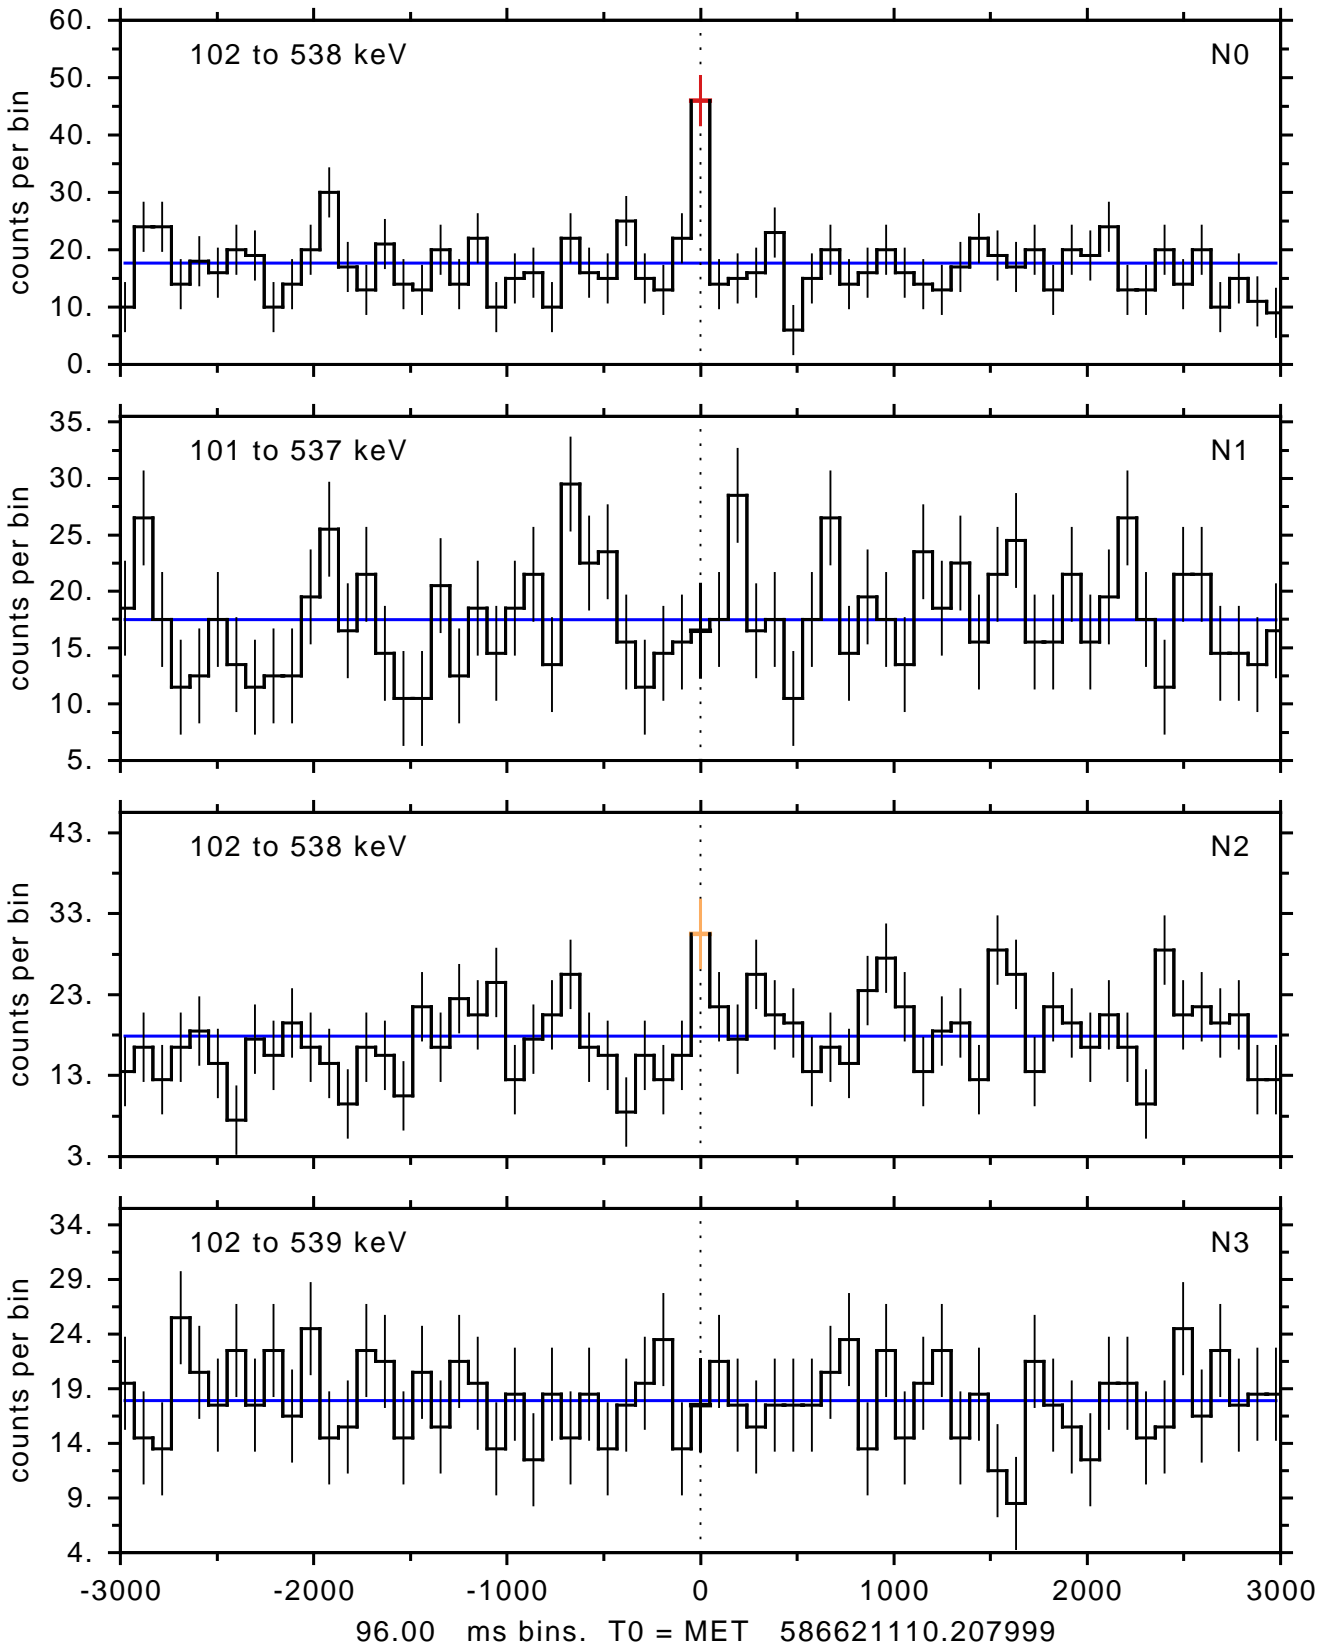 60.
50.
40.
30.
20.
10.
0.
counts per bin
102 to 538 keV
N0
35.
30.
25.
20.
15.
10.
5.
counts per bin
101 to 537 keV
N1
43.
33.
23.
13.
3.
counts per bin
102 to 538 keV
N2
34.
29.
24.
19.
14.
9.
4.
counts per bin
102 to 539 keV
N3
-3000 -2000 -1000 0 1000 2000 3000
96.00 ms bins. T0 = MET 586621110.207999